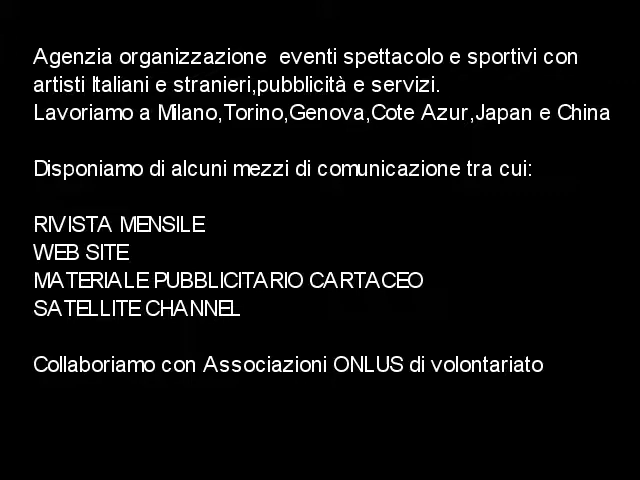 Agenzia organizzazione  eventi spettacolo e sportivi con
artisti Italiani e stranieri,pubblicità e servizi.
Lavoriamo a Milano,Torino,Genova,Cote Azur,Japan e China
Disponiamo di alcuni mezzi di comunicazione tra cui:
RIVISTA MENSILE
WEB SITE
MATERIALE PUBBLICITARIO CARTACEO
SATELLITE CHANNEL
Collaboriamo con Associazioni ONLUS di volontariato